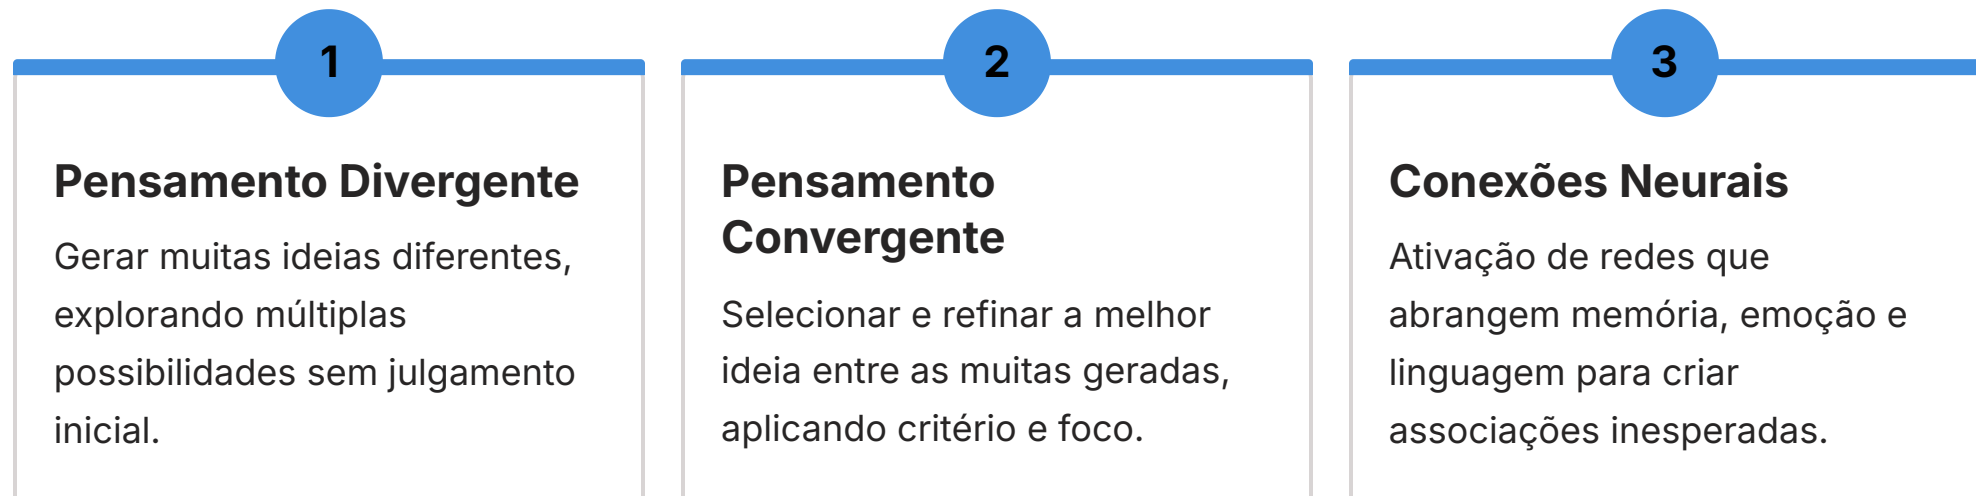 1
Pensamento Divergente
Gerar muitas ideias diferentes,
explorando múltiplas
possibilidades sem julgamento
inicial.
2
Pensamento
Convergente
Selecionar e refinar a melhor
ideia entre as muitas geradas,
aplicando critério e foco.
3
Conexões Neurais
Ativação de redes que
abrangem memória, emoção e
linguagem para criar
associações inesperadas.